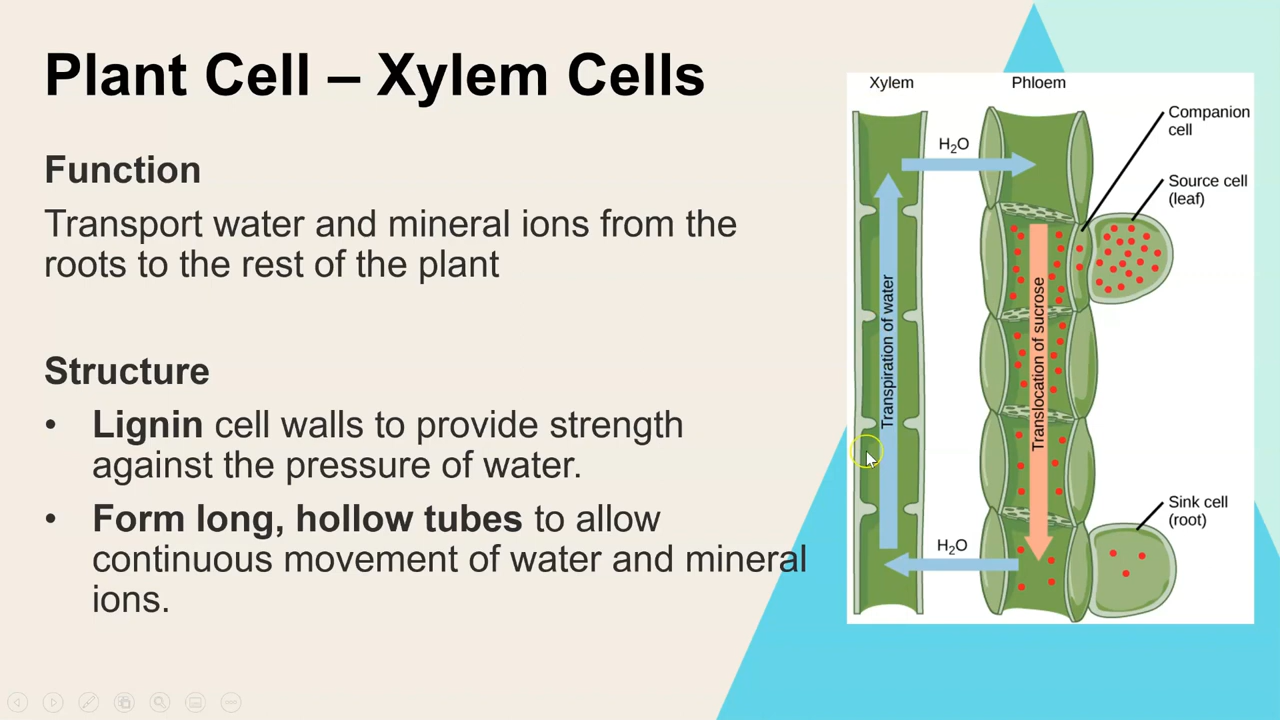 Plant Cell – Xylem Cells
Function
Transport water and mineral ions from the
roots to the rest of the plant
Structure
• Lignin cell walls to provide strength
against the pressure of water.
• Form long, hollow tubes to allow
continuous movement of water and mineral
ions.
Xylem
Phloem
Companion
cell
H₂O
Source cell
(leaf)
Transpiration of water
Translocation of sucrose
Sink cell
(root)
H₂O